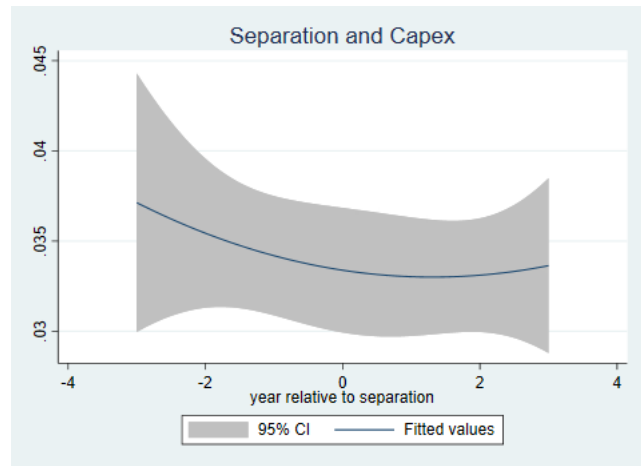 Separation and Capex
.045
.04
.035
.03
-4 -2 0 2 4
year relative to separation
95% CI Fitted values